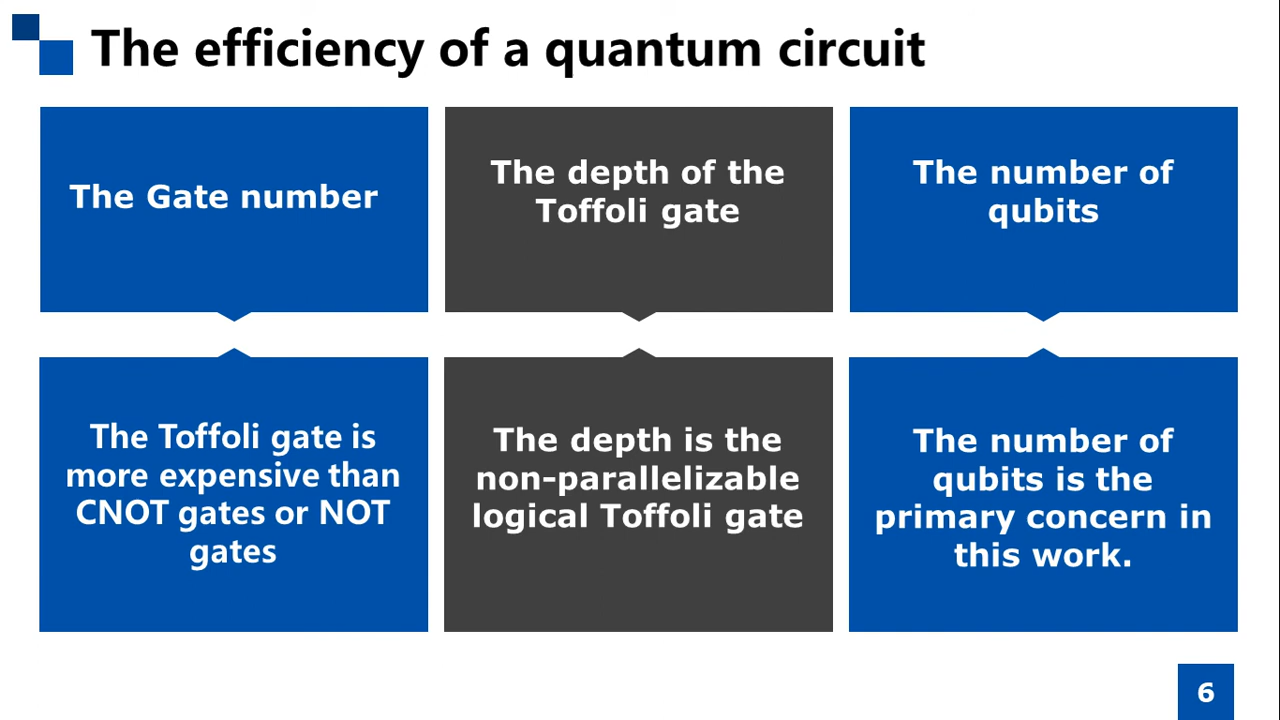 The efficiency of a quantum circuit
The Gate number
The depth of the
Toffoli gate
The number of
qubits
The Toffoli gate is
more expensive than
CNOT gates or NOT
gates
The depth is the
non-parallelizable
logical Toffoli gate
The number of
qubits is the
primary concern in
this work.
6